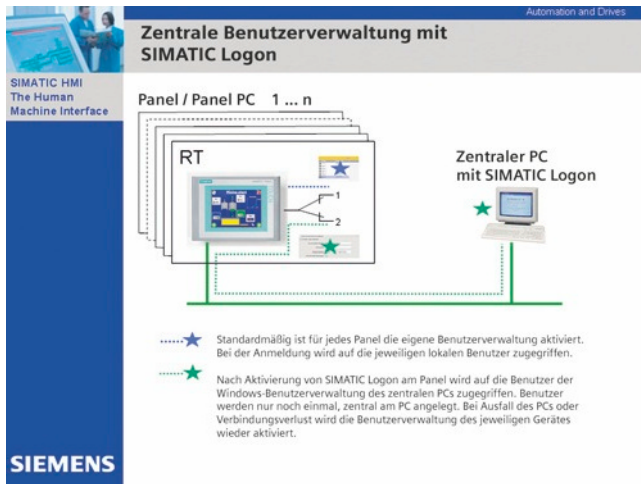 Automation and Drives
Zentrale Benutzerverwaltung mit
SIMATIC Logon
SIMATIC HMI
The Human
Machine Interface
Panel / Panel PC 1 ... n
RT
1
2
Zentraler PC
mit SIMATIC Logon
Standardmäßig ist für jedes Panel die eigene Benutzerverwaltung aktiviert.
Bei der Anmeldung wird auf die jeweiligen lokalen Benutzer zugegriffen.
Nach Aktivierung von SIMATIC Logon am Panel wird auf die Benutzer der
Windows-Benutzerverwaltung des zentralen PCs zugegriffen. Benutzer
werden nur noch einmal, zentral am PC angelegt. Bei Ausfall des PCs oder
Verbindungsverlust wird die Benutzerverwaltung des jeweiligen Gerätes
wieder aktiviert.
SIEMENS